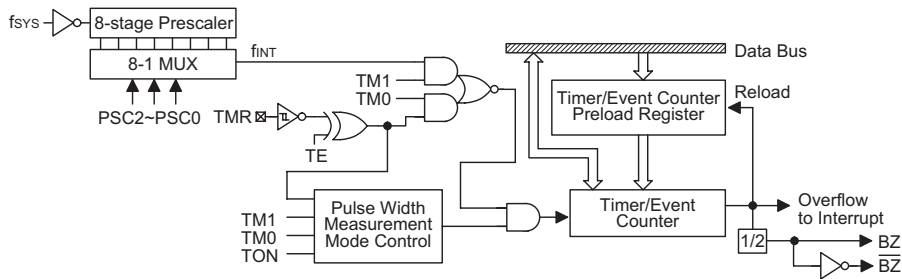 fSYS
8-stage Prescaler
8-1 MUX
fINT
PSC2~PSC0
TMR
TE
TM1
TM0
Data Bus
Timer/Event Counter
Preload Register
Reload
TM1
TM0
TON
Pulse Width
Measurement
Mode Control
Timer/Event
Counter
Overflow
to Interrupt
1/2
BZ
B̅Z̅